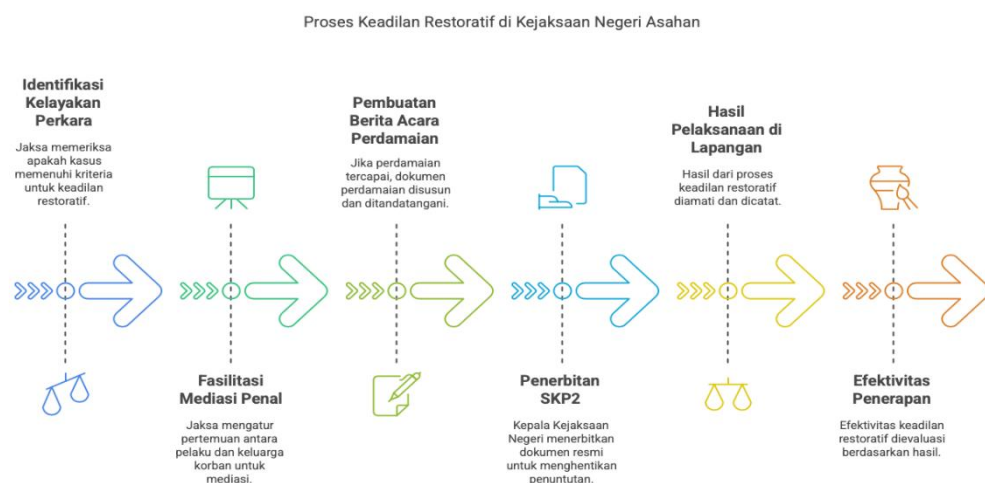 Proses Keadilan Restoratif di Kejaksaan Negeri Asahan
Identifikasi
Kelayakan
Perkara
Jaksa memeriksa
apakah kasus
memenuhi kriteria
untuk keadilan
restoratif.
Fasilitasi
Mediasi Penal
Jaksa mengatur
pertemuan antara
pelaku dan keluarga
korban untuk
mediasi.
Pembuatan
Berita Acara
Perdamaian
Jika perdamaian
tercapai, dokumen
perdamaian disusun
dan ditandatangani.
Penerbitan
SKP2
Kepala Kejaksaan
Negeri menerbitkan
dokumen resmi
untuk menghentikan
penuntutan.
Hasil
Pelaksanaan di
Lapangan
Hasil dari proses
keadilan restoratif
diamati dan dicatat.
Efektivitas
Penerapan
Efektivitas keadilan
restoratif dievaluasi
berdasarkan hasil.